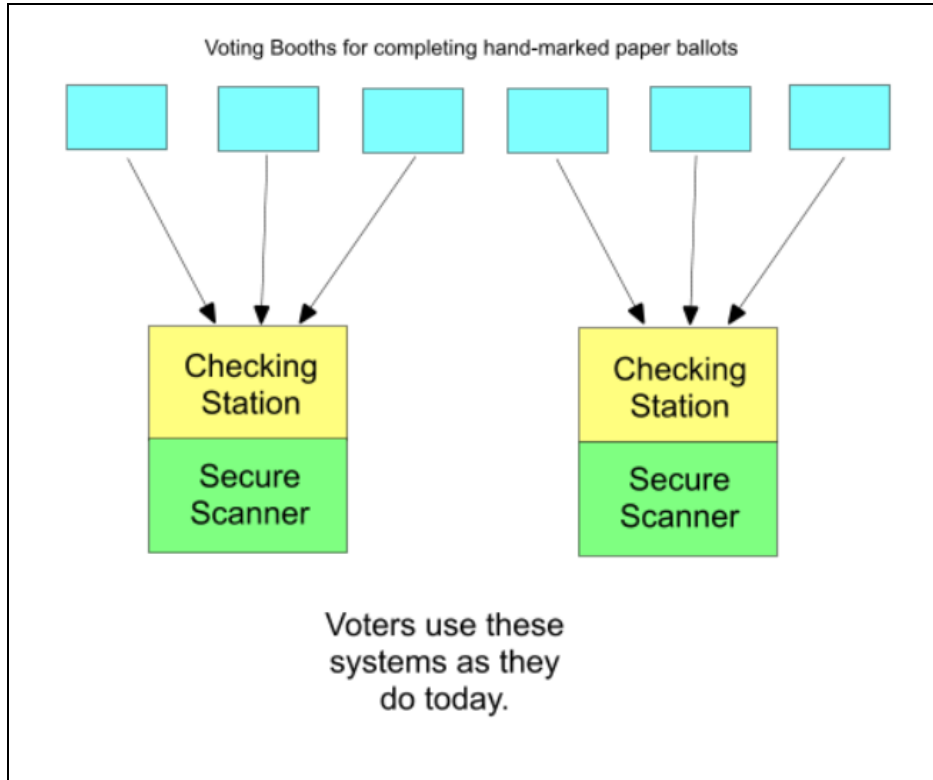 Voting Booths for completing hand-marked paper ballots
Checking
Station
Secure
Scanner
Checking
Station
Secure
Scanner
Voters use these
systems as they
do today.